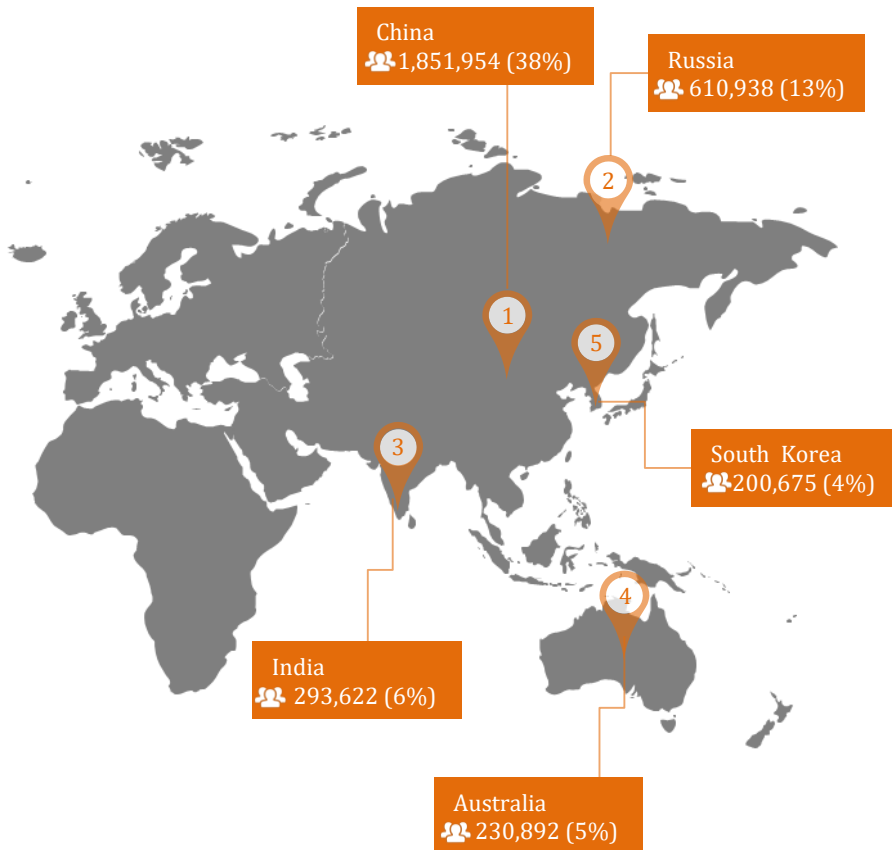 China
1,851,954 (38%)
Russia
610,938 (13%)
2
1
5
3
South Korea
200,675 (4%)
4
India
293,622 (6%)
Australia
230,892 (5%)